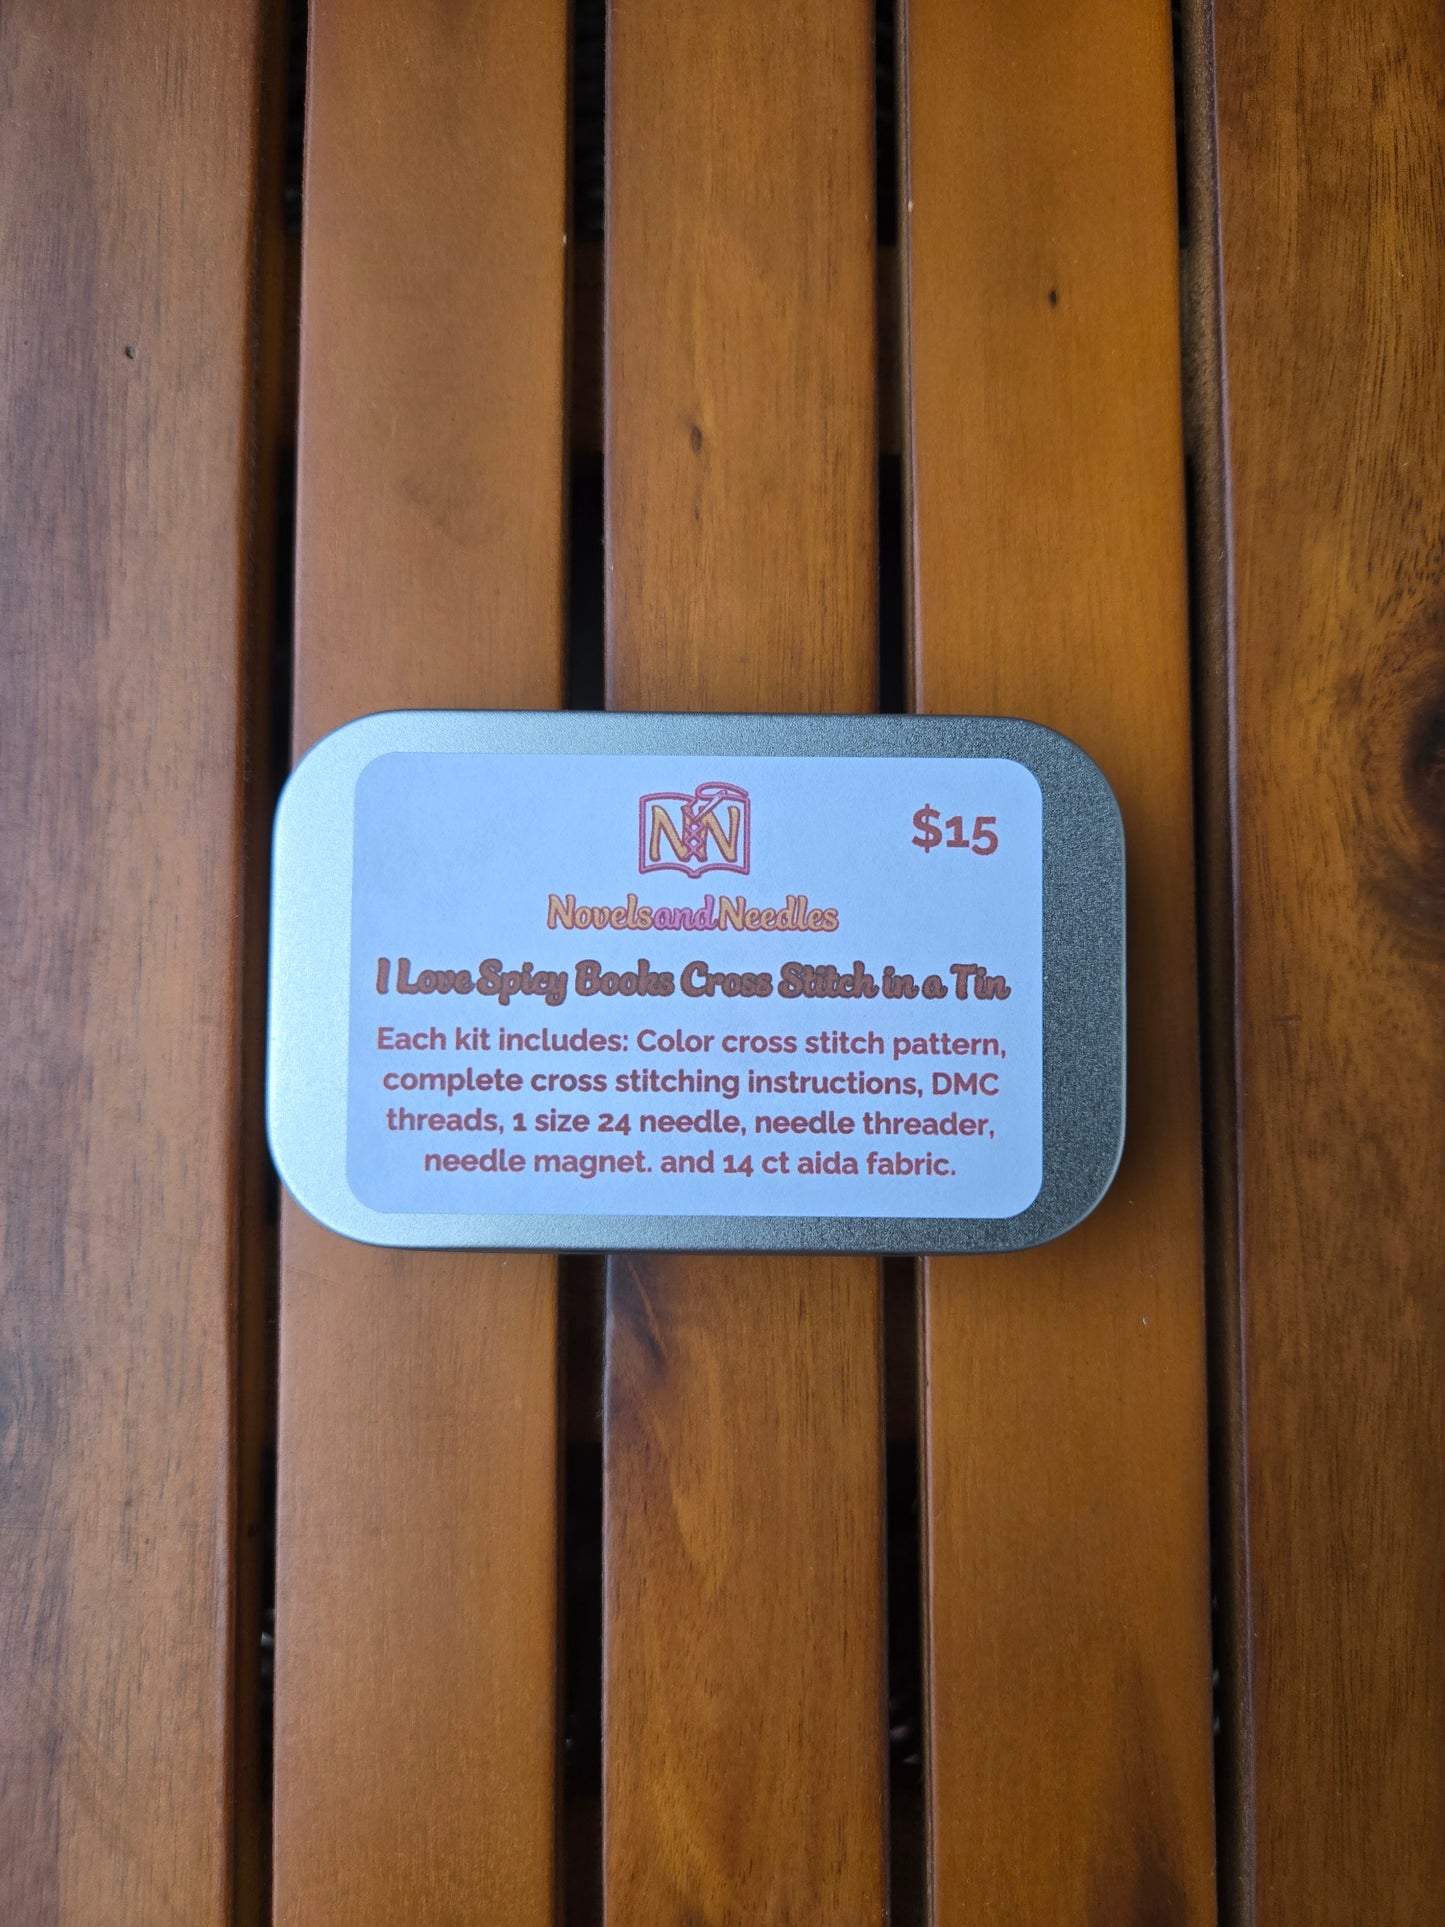 NN
$15
NovelsandNeedles
I Love Spicy Books Cross Stitch in a Tin
Each kit includes: Color cross stitch pattern,
complete cross stitching instructions, DMC
threads, 1 size 24 needle, needle threader,
needle magnet. and 14 ct aida fabric.